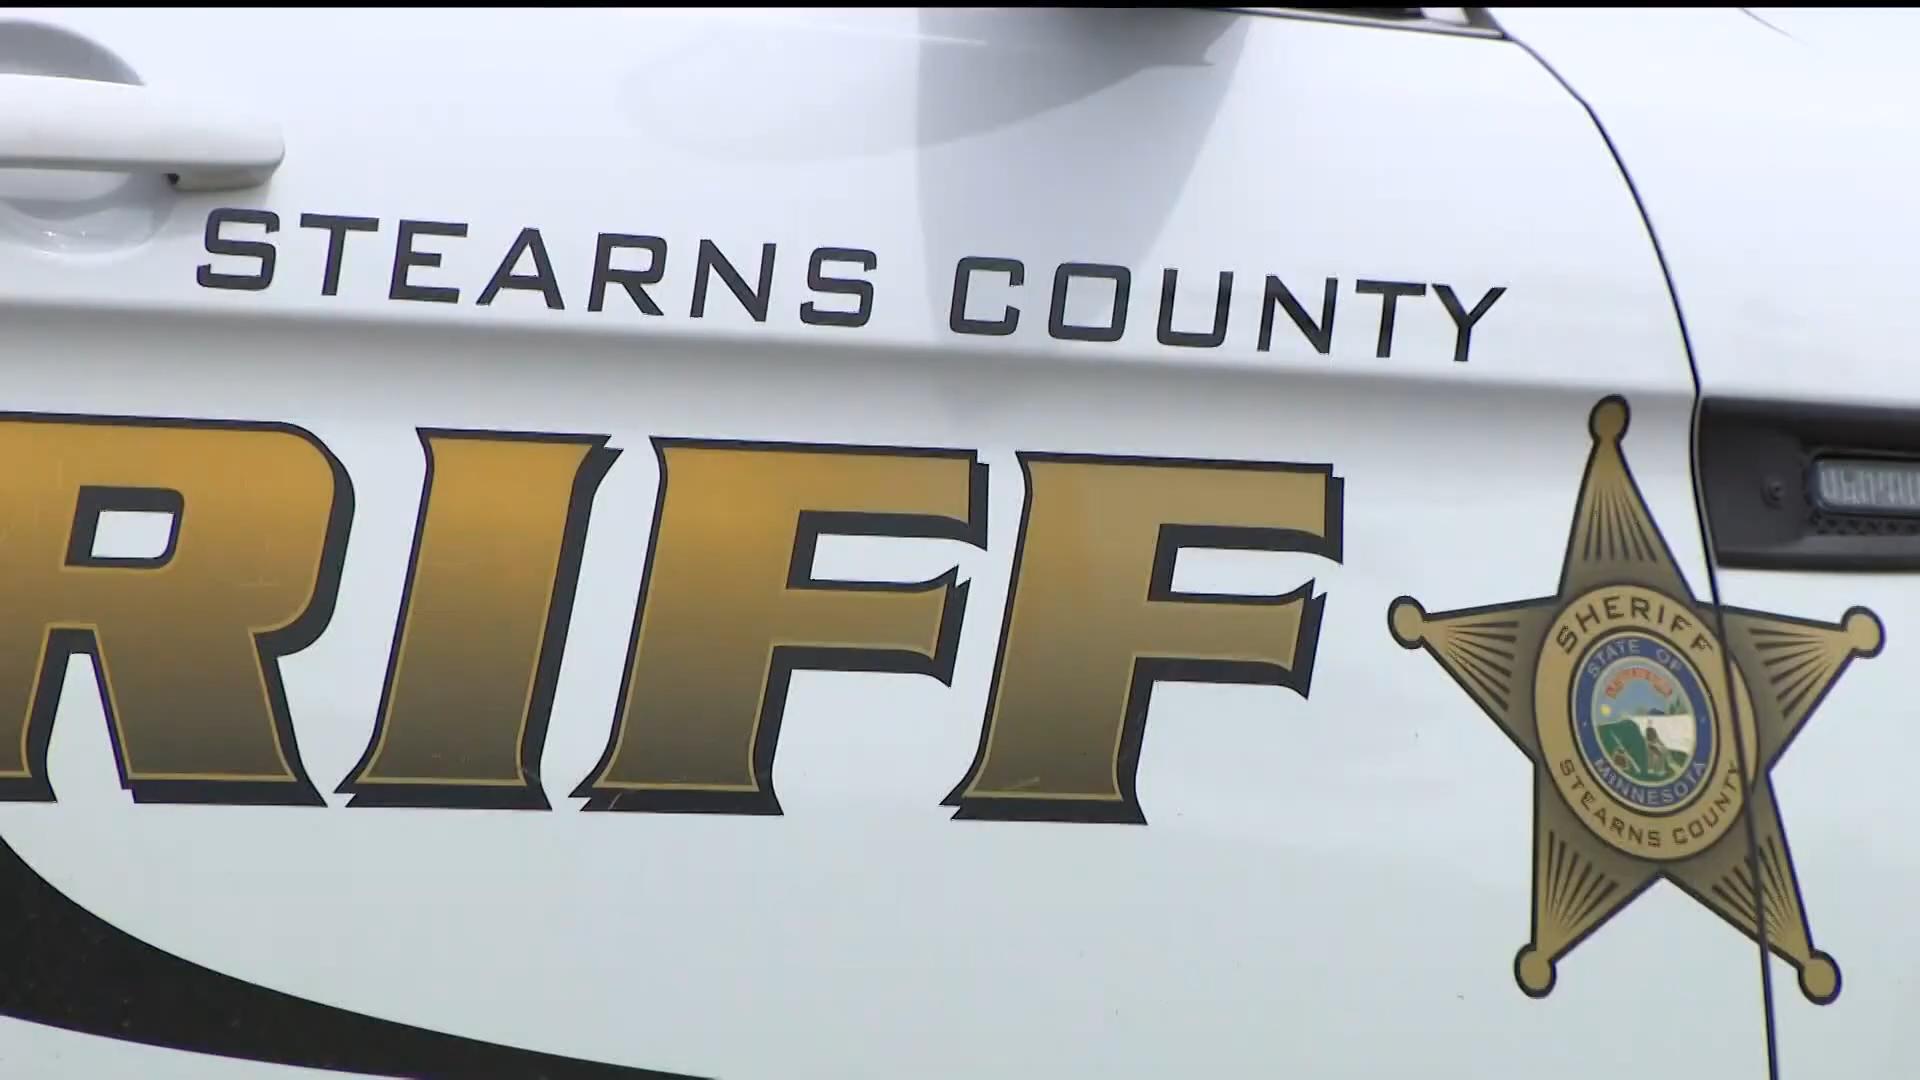 STEARNS COUNTY
RIFF
SHERIFF
STATE OF
MINNESOTA
STEARNS COUNTY